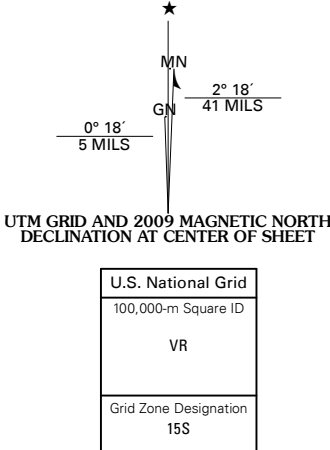 ★
MN
2° 18´
41 MILS
GN
0° 18´
5 MILS
UTM GRID AND 2009 MAGNETIC NORTH
DECLINATION AT CENTER OF SHEET
U.S. National Grid
100,000-m Square ID
VR
Grid Zone Designation
15S